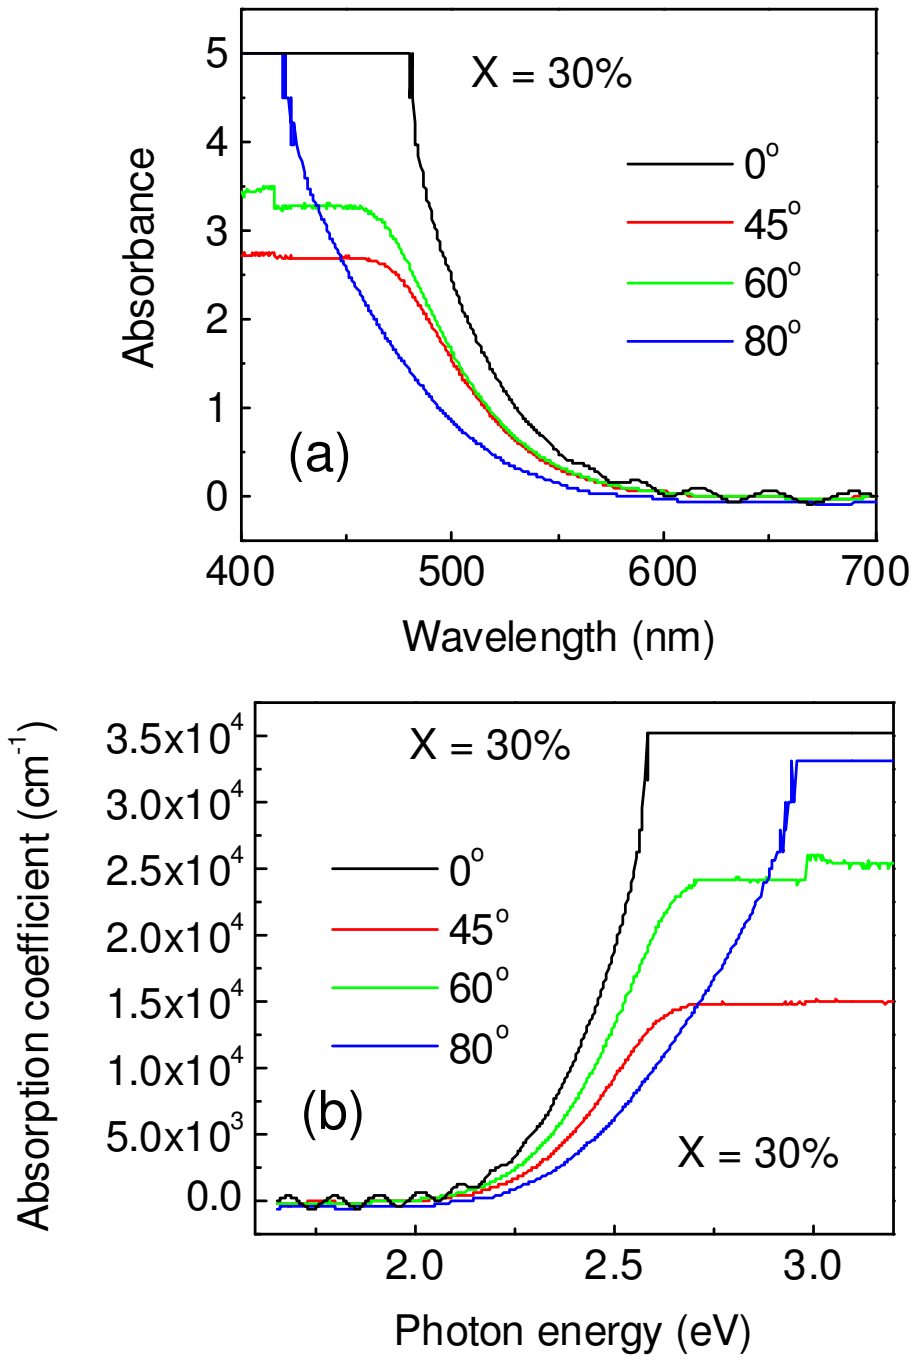 5
4
3
2
1
0
Absorbance
X = 30%
0°
45°
60°
80°
(a)
400 500 600 700
Wavelength (nm)
3.5x10⁴
3.0x10⁴
2.5x10⁴
2.0x10⁴
1.5x10⁴
1.0x10⁴
5.0x10³
0.0
Absorption coefficient (cm⁻¹)
X = 30%
0°
45°
60°
80°
(b)
X = 30%
2.0 2.5 3.0
Photon energy (eV)